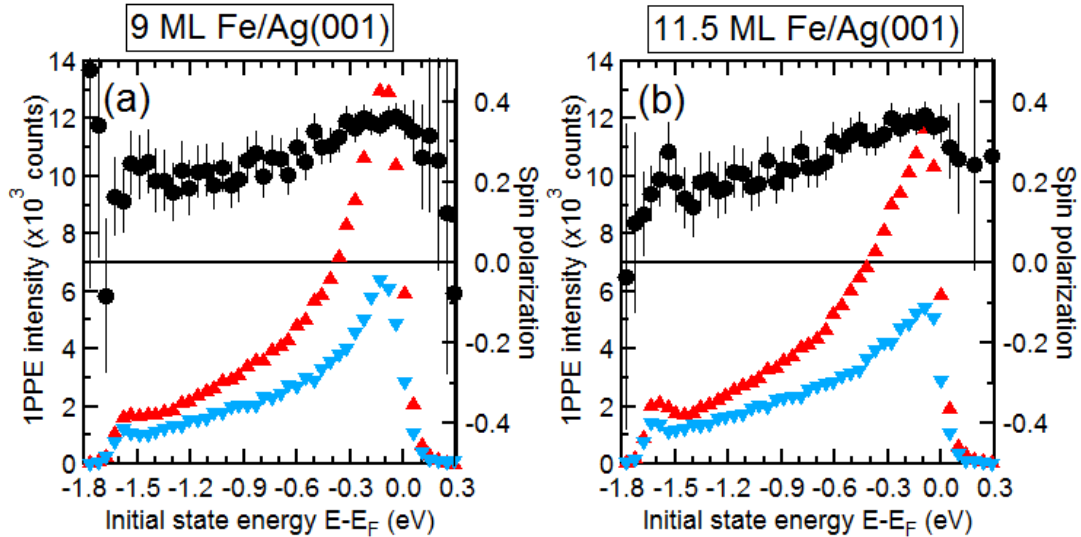 9 ML Fe/Ag(001)
11.5 ML Fe/Ag(001)
(a)
1PPE intensity (x10³ counts)
14
12
10
8
6
4
2
0
0.4
0.2
0.0
-0.2
-0.4
Spin polarization
-1.8 -1.5 -1.2 -0.9 -0.6 -0.3 0.0 0.3
Initial state energy E-E_F (eV)
(b)
1PPE intensity (x10³ counts)
14
12
10
8
6
4
2
0
0.4
0.2
0.0
-0.2
-0.4
Spin polarization
-1.8 -1.5 -1.2 -0.9 -0.6 -0.3 0.0 0.3
Initial state energy E-E_F (eV)